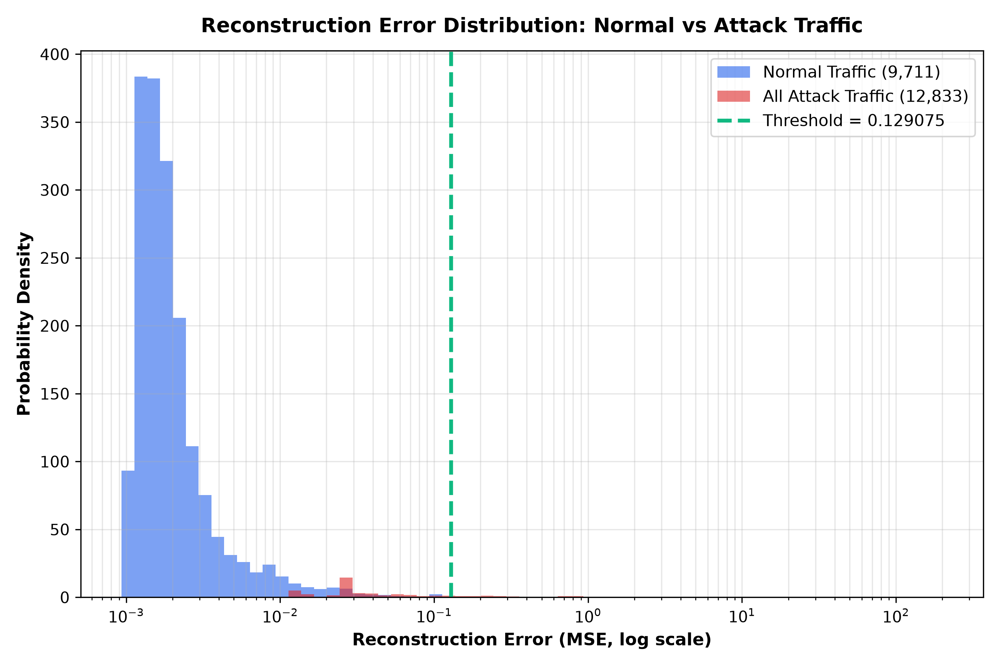 Reconstruction Error Distribution: Normal vs Attack Traffic
Normal Traffic (9,711)
All Attack Traffic (12,833)
Threshold = 0.129075
Probability Density
400
350
300
250
200
150
100
50
0
10⁻³ 10⁻² 10⁻¹ 10⁰ 10¹ 10²
Reconstruction Error (MSE, log scale)